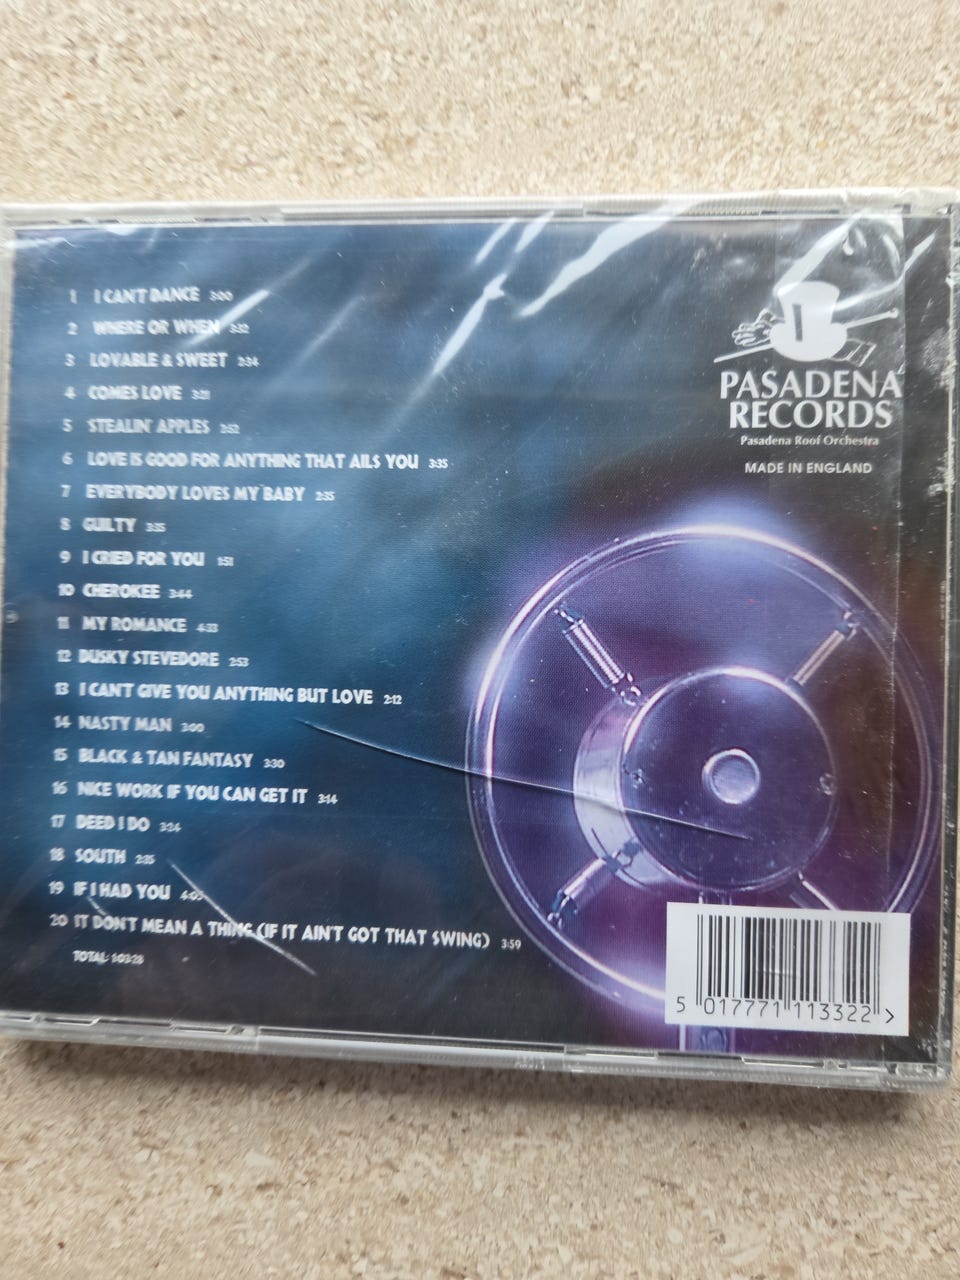 1 I CAN'T DANCE 3:00
2 WHERE OR WHEN 3:32
3 LOVABLE & SWEET 2:54
4 COMES LOVE 3:21
5 STEALIN' APPLES 2:52
6 LOVE IS GOOD FOR ANYTHING THAT AILS YOU 3:35
7 EVERYBODY LOVES MY BABY 2:35
8 GUILTY 3:35
9 I CRIED FOR YOU 1:51
10 CHEROKEE 3:44
11 MY ROMANCE 4:33
12 DUSKY STEVEDORE 2:53
13 I CAN'T GIVE YOU ANYTHING BUT LOVE 2:12
14 NASTY MAN 3:00
15 BLACK & TAN FANTASY 3:30
16 NICE WORK IF YOU CAN GET IT 3:14
17 DEED I DO 3:24
18 SOUTH 2:35
19 IF I HAD YOU
20 IT DON'T MEAN A THING (IF IT AIN'T GOT THAT SWING) 3:59
TOTAL: 1:03:28
PASADENA
RECORDS
Pasadena Roof Orchestra
MADE IN ENGLAND
5 017771 113322 >